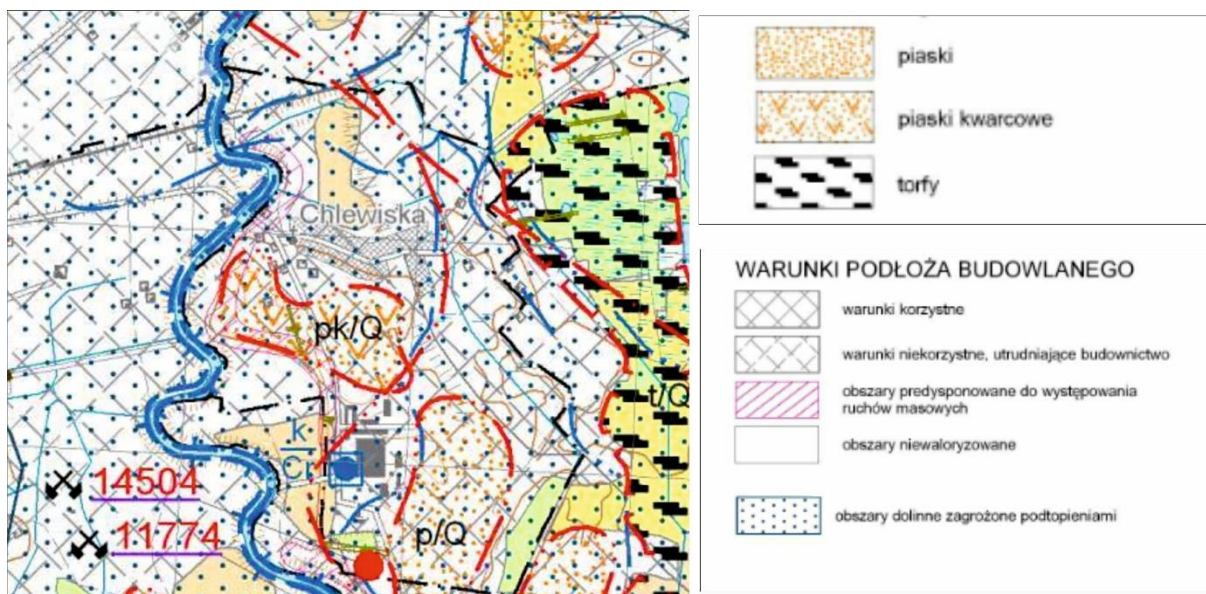 Chlewiska
pk/Q
t/Q
k
Cr
14504
11774
p/Q
piaski
piaski kwarcowe
torfy
WARUNKI PODŁOŻA BUDOWLANEGO
warunki korzystne
warunki niekorzystne, utrudniające budownictwo
obszary predysponowane do występowania
ruchów masowych
obszary niewaloryzowane
obszary dolinne zagrożone podtopieniami